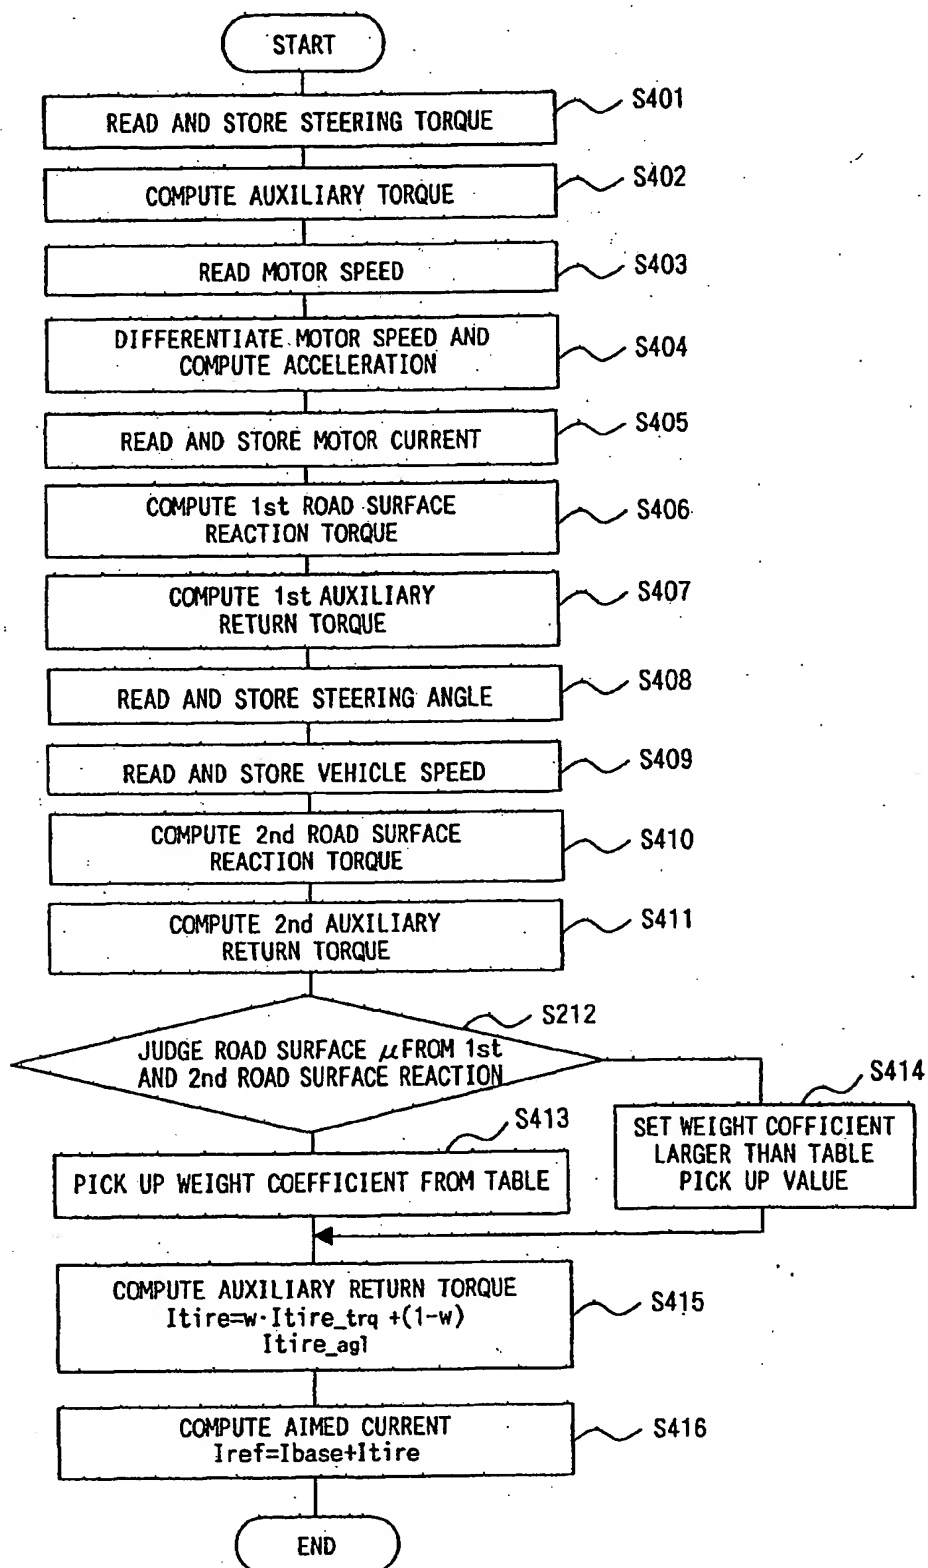 START
READ AND STORE STEERING TORQUE
S401
COMPUTE AUXILIARY TORQUE
S402
READ MOTOR SPEED
S403
DIFFERENTIATE MOTOR SPEED AND
COMPUTE ACCELERATION
S404
READ AND STORE MOTOR CURRENT
S405
COMPUTE 1st ROAD SURFACE
REACTION TORQUE
S406
COMPUTE 1st AUXILIARY
RETURN TORQUE
S407
READ AND STORE STEERING ANGLE
S408
READ AND STORE VEHICLE SPEED
S409
COMPUTE 2nd ROAD SURFACE
REACTION TORQUE
S410
COMPUTE 2nd AUXILIARY
RETURN TORQUE
S411
S212
JUDGE ROAD SURFACE μ FROM 1st
AND 2nd ROAD SURFACE REACTION
S414
SET WEIGHT COFFICIENT
LARGER THAN TABLE
PICK UP VALUE
S413
PICK UP WEIGHT COEFFICIENT FROM TABLE
COMPUTE AUXILIARY RETURN TORQUE
Itire=w·Itire_trq +(1-w)
Itire_agl
S415
COMPUTE AIMED CURRENT
Iref=Ibase+Itire
S416
END